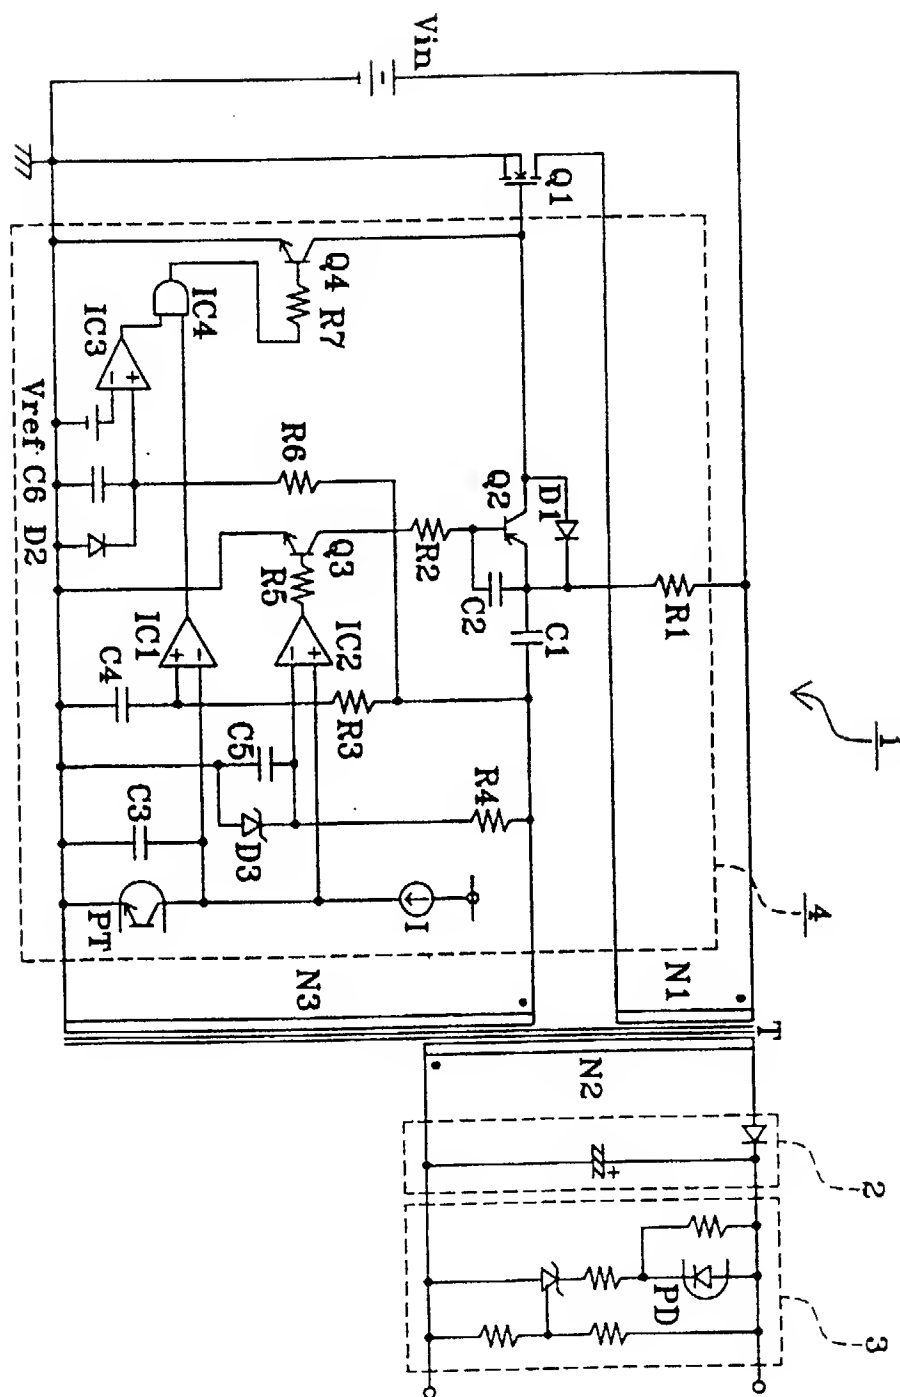 1
2
3
4
T
R1
N1
PD
N2
Q1
D1
C1
Q2
C2
R4
Vin
R2
I
Q4
R7
Q3
IC2
R3
N3
R6
R5
D3
C5
IC4
IC1
C3
C4
IC3
PT
Vref C6 D2